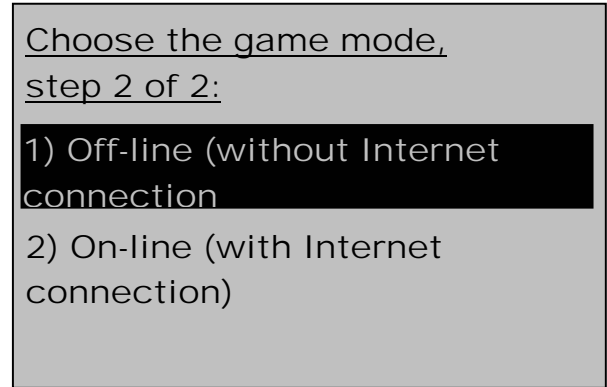 Choose the game mode,
step 2 of 2:
1) Off-line (without Internet
connection
2) On-line (with Internet
connection)